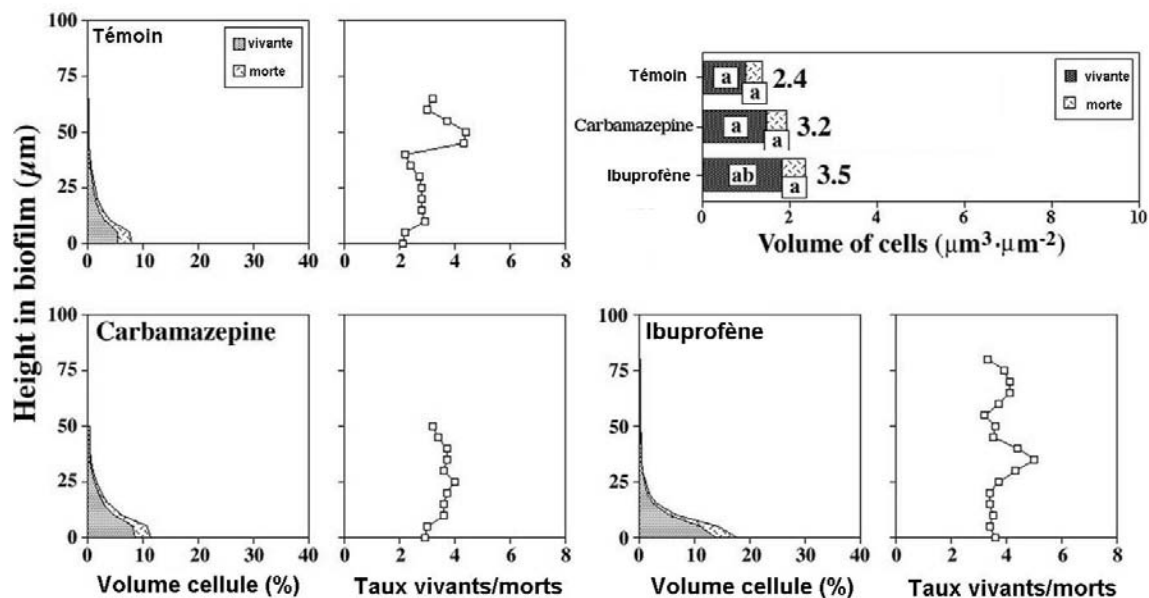 Height in biofilm (µm)
100
75
50
25
0
Témoin
vivante
morte
0 10 20 30 40
0 2 4 6 8
Témoin
Carbamazepine
Ibuprofène
a
a
2.4
a
a
3.2
ab
a
3.5
vivante
morte
0 2 4 6 8 10
Volume of cells (µm³·µm⁻²)
100
75
50
25
0
Carbamazepine
0 10 20 30 40
Volume cellule (%)
0 2 4 6 8
Taux vivants/morts
100
75
50
25
0
Ibuprofène
0 10 20 30 40
Volume cellule (%)
0 2 4 6 8
Taux vivants/morts